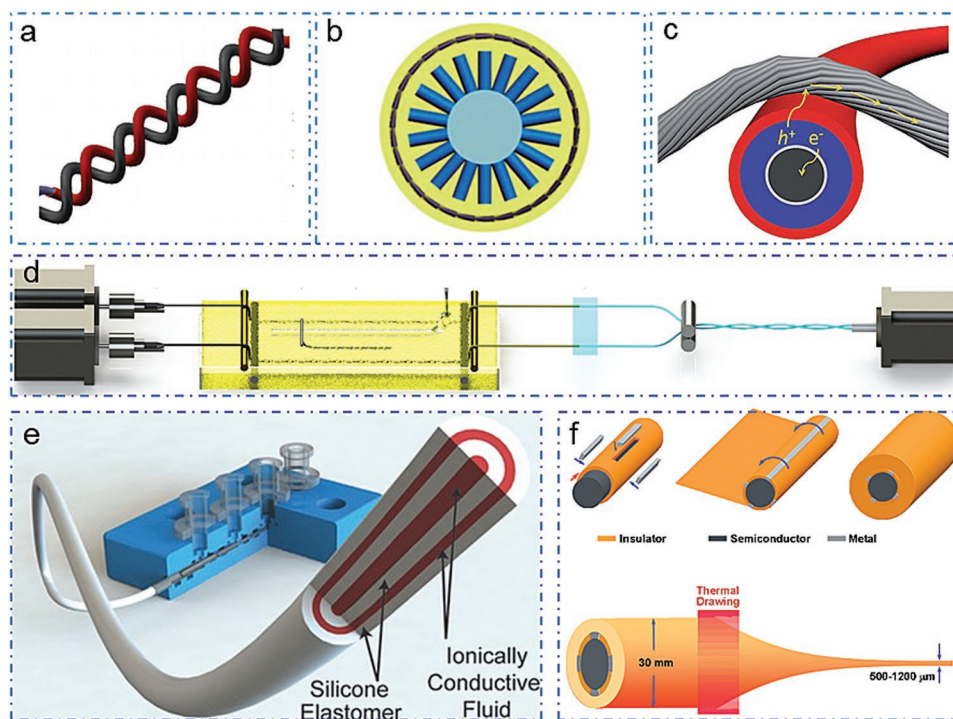 a
b
c
h+
e-
d
e
Silicone
Elastomer
Ionically
Conductive
Fluid
f
Insulator
Semiconductor
Metal
Thermal
Drawing
30 mm
500-1200 µm